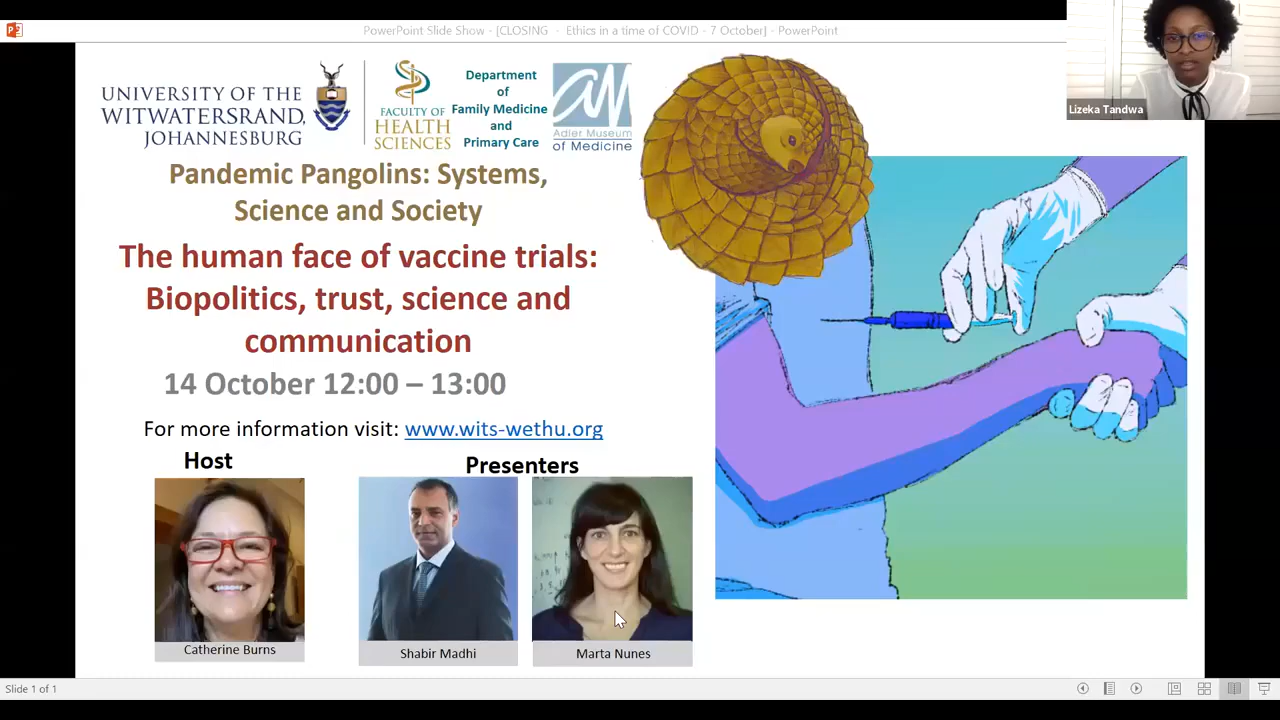 PowerPoint Slide Show - [CLOSING - Ethics in a time of COVID - 7 October] - PowerPoint
Lizeka Tandwa
UNIVERSITY OF THE
WITWATERSRAND,
JOHANNESBURG
FACULTY OF
HEALTH
SCIENCES
Department
of
Family Medicine
and
Primary Care
aM
Adler Museum
of Medicine
Pandemic Pangolins: Systems,
Science and Society
The human face of vaccine trials:
Biopolitics, trust, science and
communication
14 October 12:00 – 13:00
For more information visit: www.wits-wethu.org
Host
Presenters
Catherine Burns
Shabir Madhi
Marta Nunes
Slide 1 of 1